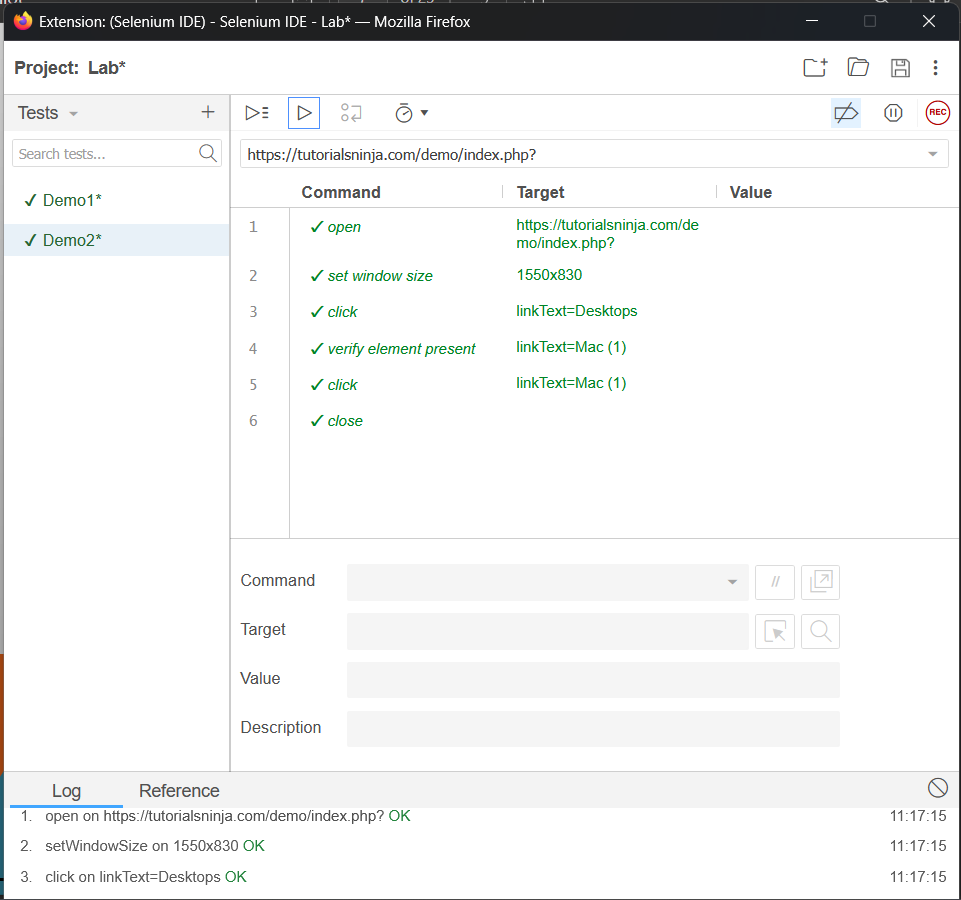 Extension: (Selenium IDE) - Selenium IDE - Lab* — Mozilla Firefox
Project: Lab*
Tests
REC
Search tests...
https://tutorialsninja.com/demo/index.php?
Command Target Value
✓ Demo1*
✓ Demo2*
1 ✓ open https://tutorialsninja.com/de
mo/index.php?
2 ✓ set window size 1550x830
3 ✓ click linkText=Desktops
4 ✓ verify element present linkText=Mac (1)
5 ✓ click linkText=Mac (1)
6 ✓ close
Command //
Target
Value
Description
Log Reference
1. open on https://tutorialsninja.com/demo/index.php? OK 11:17:15
2. setWindowSize on 1550x830 OK 11:17:15
3. click on linkText=Desktops OK 11:17:15